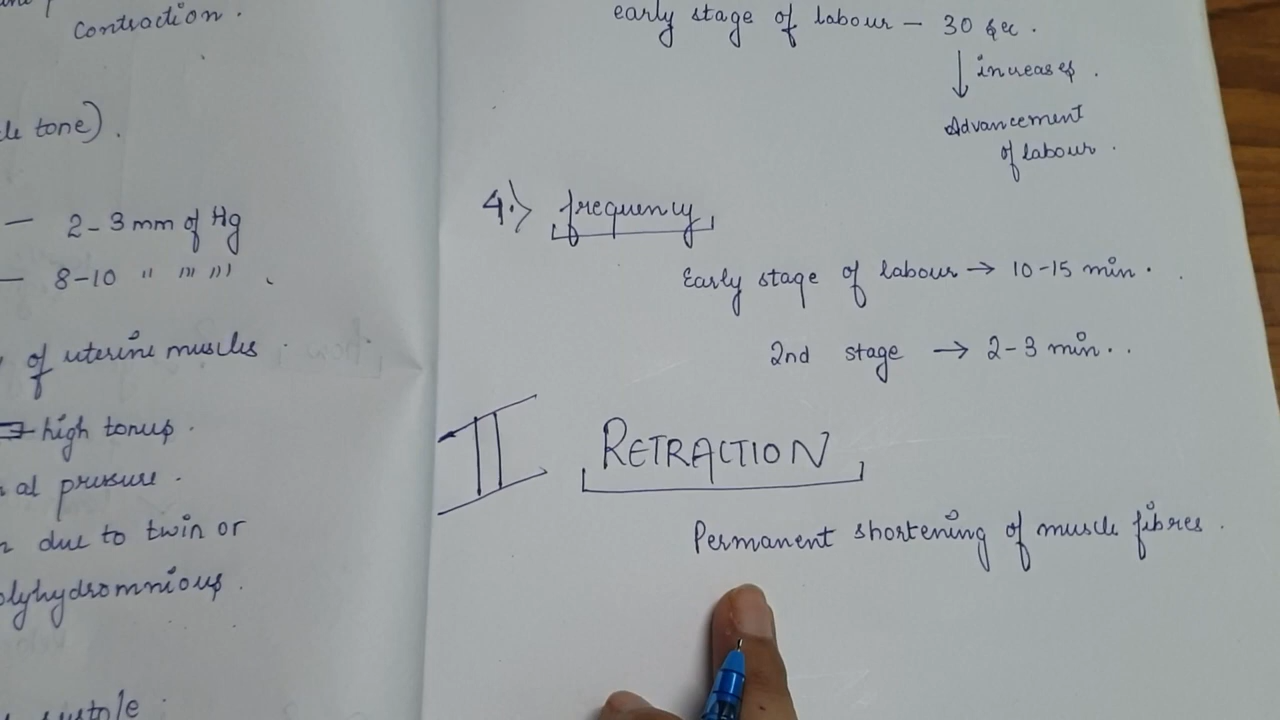 contraction.
tone).
— 2-3 mm of Hg
— 8-10 " "' "'
of uterine muscles
high tonus.
al pressure.
due to twin or
early stage of labour — 30 sec.
↓ increases.
Advancement
of labour.
4.) frequency
Early stage of labour → 10-15 min.
2nd stage → 2-3 min..
II RETRACTION
Permanent shortening of muscle fibres.